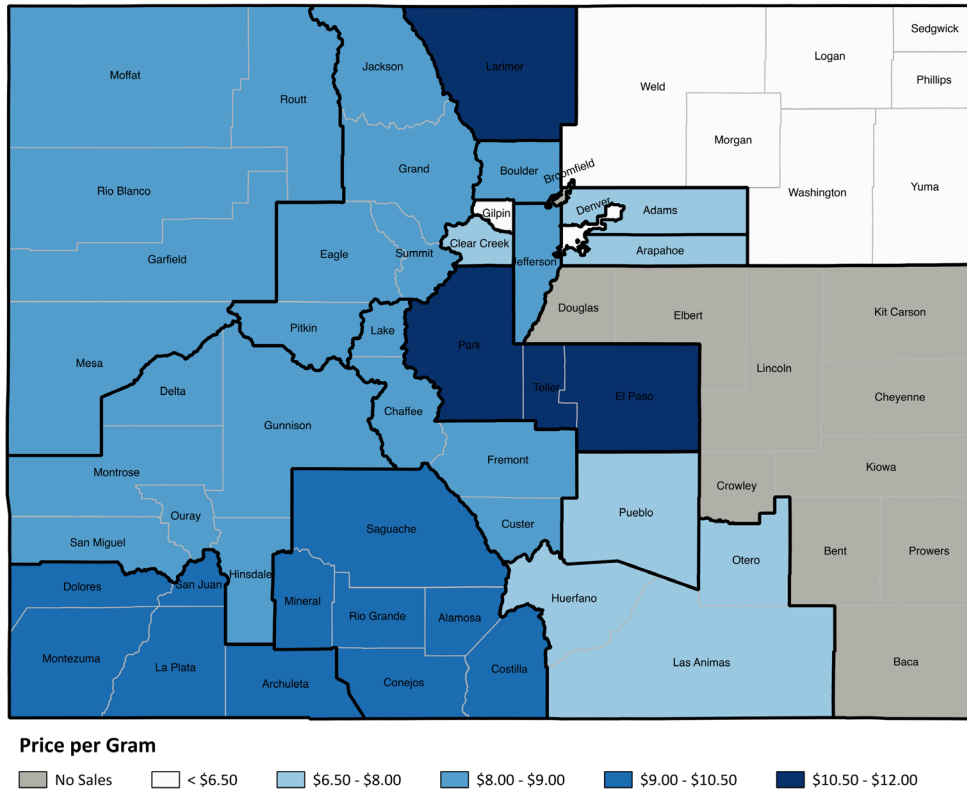 Sedgwick
Logan
Jackson
Larimer
Moffat
Phillips
Weld
Routt
Morgan
Grand
Boulder
Broomfield
Rio Blanco
Yuma
Washington
Denver
Adams
Gilpin
Clear Creek
Eagle
Summit
Arapahoe
Garfield
Jefferson
Douglas
Elbert
Kit Carson
Pitkin
Lake
Park
Mesa
Lincoln
Teller
Delta
El Paso
Cheyenne
Chaffee
Gunnison
Fremont
Kiowa
Montrose
Crowley
Ouray
Pueblo
Custer
Saguache
San Miguel
Bent
Prowers
Otero
Hinsdale
San Juan
Dolores
Mineral
Huerfano
Rio Grande
Alamosa
Montezuma
La Plata
Las Animas
Baca
Costilla
Archuleta
Conejos
Price per Gram
No Sales
< $6.50
$6.50 - $8.00
$8.00 - $9.00
$9.00 - $10.50
$10.50 - $12.00